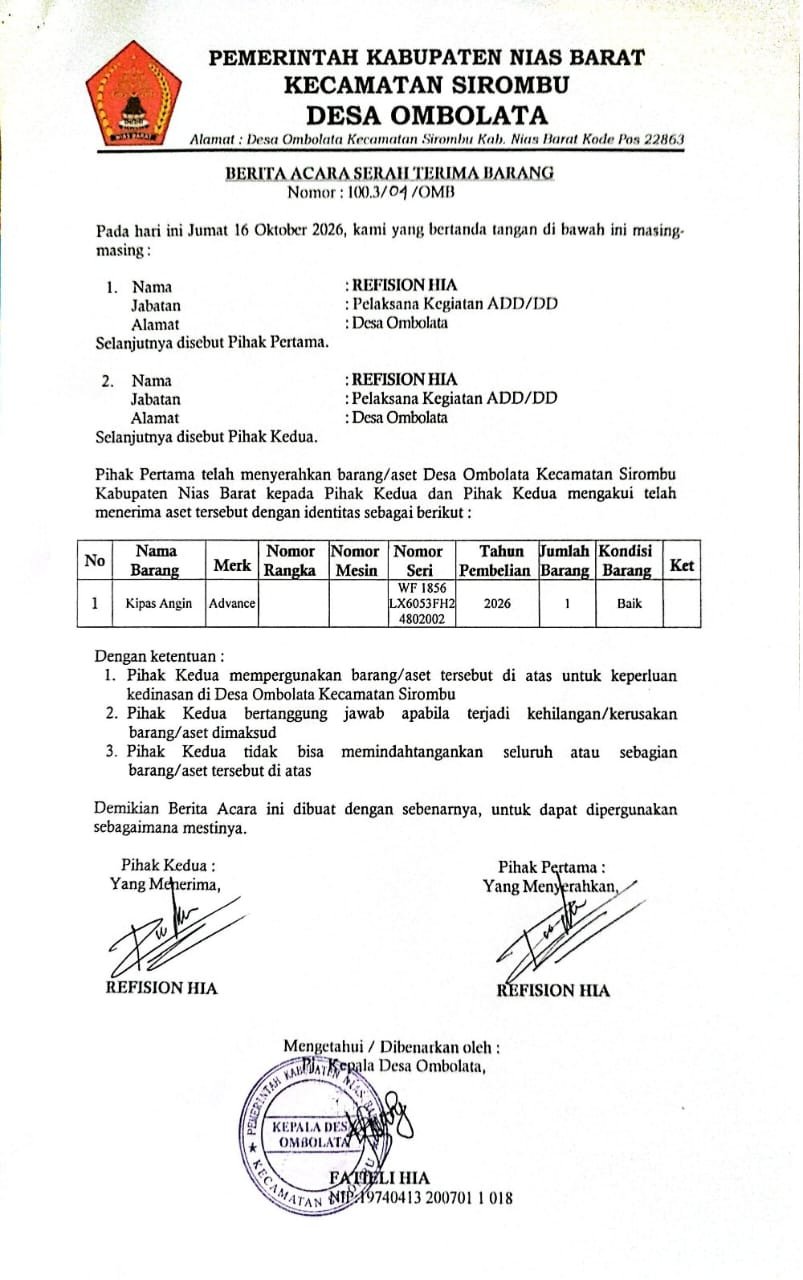 PEMERINTAH KABUPATEN NIAS BARAT
KECAMATAN SIROMBU
DESA OMBOLATA
Alamat : Desa Ombolata Kecamatan Sirombu Kab. Nias Barat Kode Pos 22863
NIAS BARAT
BERITA ACARA SERAH TERIMA BARANG
Nomor : 100.3/09/OMB
Pada hari ini Jumat 16 Oktober 2026, kami yang bertanda tangan di bawah ini masing-
masing :
1. Nama : REFISION HIA
Jabatan : Pelaksana Kegiatan ADD/DD
Alamat : Desa Ombolata
Selanjutnya disebut Pihak Pertama.
2. Nama : REFISION HIA
Jabatan : Pelaksana Kegiatan ADD/DD
Alamat : Desa Ombolata
Selanjutnya disebut Pihak Kedua.
Pihak Pertama telah menyerahkan barang/aset Desa Ombolata Kecamatan Sirombu
Kabupaten Nias Barat kepada Pihak Kedua dan Pihak Kedua mengakui telah
menerima aset tersebut dengan identitas sebagai berikut :
No Nama Barang Merk Nomor Rangka Nomor Mesin Nomor Seri Tahun Pembelian Jumlah Barang Kondisi Barang Ket
1 Kipas Angin Advance WF 1856 LX6053FH2 4802002 2026 1 Baik
Dengan ketentuan :
1. Pihak Kedua mempergunakan barang/aset tersebut di atas untuk keperluan
kedinasan di Desa Ombolata Kecamatan Sirombu
2. Pihak Kedua bertanggung jawab apabila terjadi kehilangan/kerusakan
barang/aset dimaksud
3. Pihak Kedua tidak bisa memindahtangankan seluruh atau sebagian
barang/aset tersebut di atas
Demikian Berita Acara ini dibuat dengan sebenarnya, untuk dapat dipergunakan
sebagaimana mestinya.
Pihak Kedua : Pihak Pertama :
Yang Menerima, Yang Menyerahkan,
REFISION HIA REFISION HIA
Mengetahui / Dibenarkan oleh :
Pj. Kepala Desa Ombolata,
PEMERINTAH KABUPATEN NIAS BARAT
KEPALA DESA
OMBOLATA
KECAMATAN SIROMBU
FATIELI HIA
NIP.19740413 200701 1 018